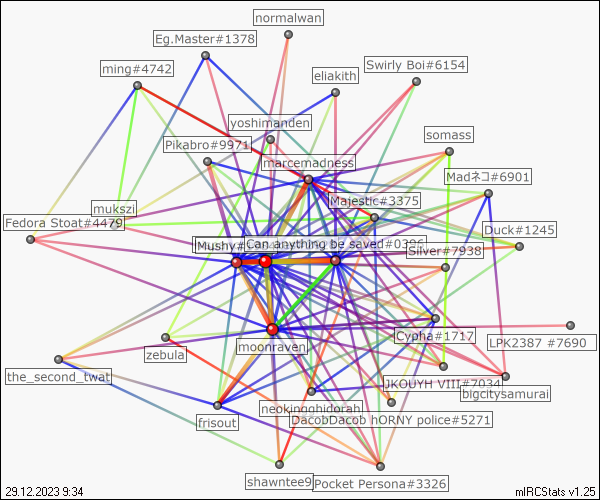 normalwan
Eg.Master#1378
Swirly Boi#6154
ming#4742
eliakith
yoshimanden
somass
Pikabro#9971
marcemadness
Madネコ#6901
Majestic#3375
mukszi
Fedora Stoat#4479
Duck#1245
Mushy#
Can anything be saved#0386
Silver#7938
Cypha#1717
LPK2387 #7690
moonraven
zebula
the_second_twat
JKOUYH VIII#7034
bigcitysamurai
neokingghidorah
frisout
DacobDacob hORNY police#5271
shawntee9
Pocket Persona#3326
29.12.2023 9:34
mIRCStats v1.25